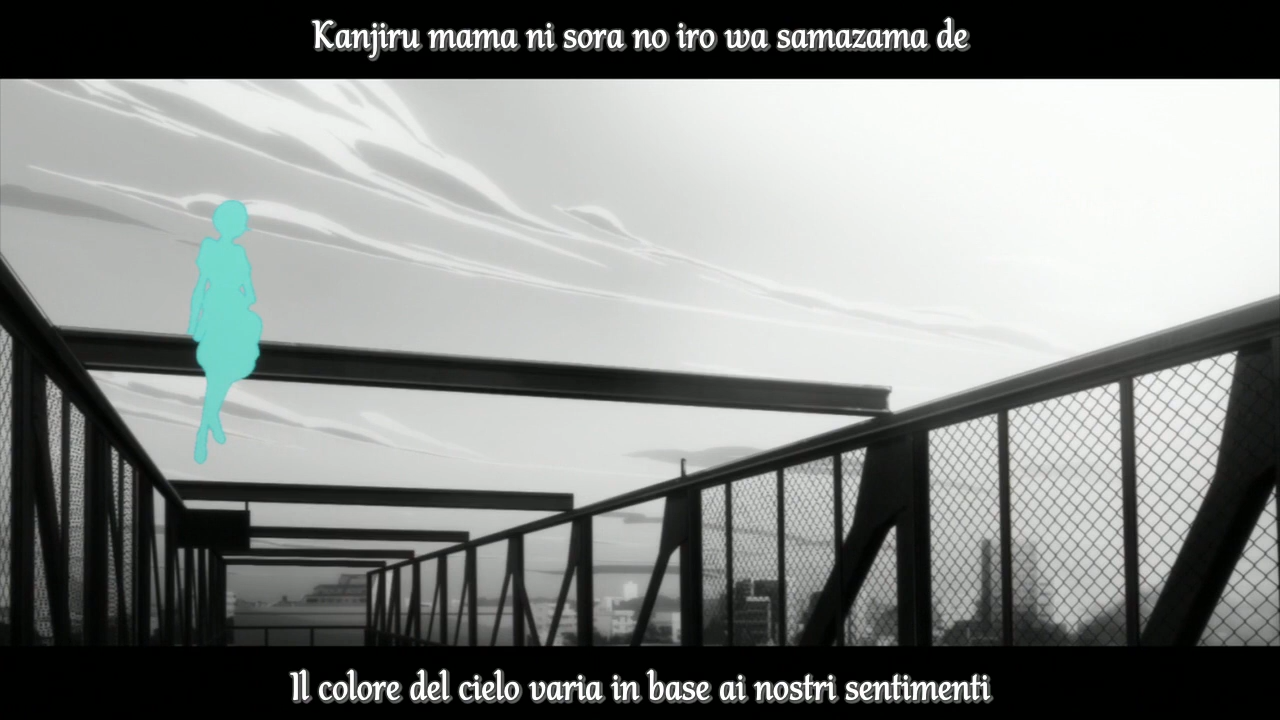 Kanjiru mama ni sora no iro wa samazama de
Il colore del cielo varia in base ai nostri sentimenti